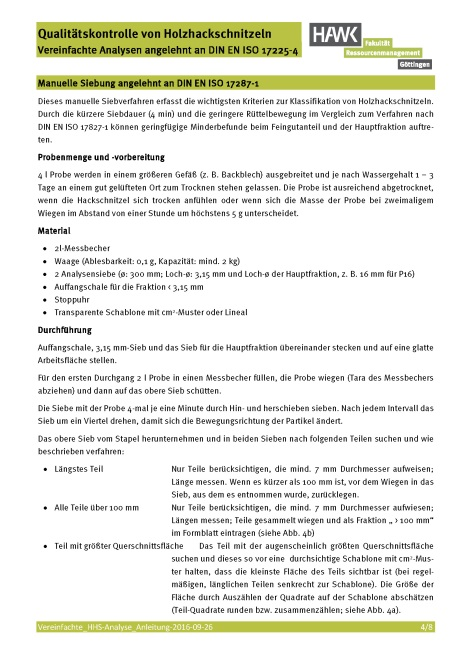 Qualitätskontrolle von Holzhackschnitzeln
Vereinfachte Analysen angelehnt an DIN EN ISO 17225-4
HAWK
Fakultät
Ressourcenmanagement
Göttingen
Manuelle Siebung angelehnt an DIN EN ISO 17287-1
Dieses manuelle Siebverfahren erfasst die wichtigsten Kriterien zur Klassifikation von Holzhackschnitzeln.
Durch die kürzere Siebdauer (4 min) und die geringere Rüttelbewegung im Vergleich zum Verfahren nach
DIN EN ISO 17827-1 können geringfügige Minderbefunde beim Feingutanteil und der Hauptfraktion auftre-
ten.
Probenmenge und -vorbereitung
4 l Probe werden in einem größeren Gefäß (z. B. Backblech) ausgebreitet und je nach Wassergehalt 1 – 3
Tage an einem gut gelüfteten Ort zum Trocknen stehen gelassen. Die Probe ist ausreichend abgetrocknet,
wenn die Hackschnitzel sich trocken anfühlen oder wenn sich die Masse der Probe bei zweimaligem
Wiegen im Abstand von einer Stunde um höchstens 5 g unterscheidet.
Material
• 2l-Messbecher
• Waage (Ablesbarkeit: 0,1 g, Kapazität: mind. 2 kg)
• 2 Analysensiebe (ø: 300 mm; Loch-ø: 3,15 mm und Loch-ø der Hauptfraktion, z. B. 16 mm für P16)
• Auffangschale für die Fraktion < 3,15 mm
• Stoppuhr
• Transparente Schablone mit cm²-Muster oder Lineal
Durchführung
Auffangschale, 3,15 mm-Sieb und das Sieb für die Hauptfraktion übereinander stecken und auf eine glatte
Arbeitsfläche stellen.
Für den ersten Durchgang 2 l Probe in einen Messbecher füllen, die Probe wiegen (Tara des Messbechers
abziehen) und dann auf das obere Sieb schütten.
Die Siebe mit der Probe 4-mal je eine Minute durch Hin- und herschieben sieben. Nach jedem Intervall das
Sieb um ein Viertel drehen, damit sich die Bewegungsrichtung der Partikel ändert.
Das obere Sieb vom Stapel herunternehmen und in beiden Sieben nach folgenden Teilen suchen und wie
beschrieben verfahren:
• Längstes Teil Nur Teile berücksichtigen, die mind. 7 mm Durchmesser aufweisen;
Länge messen. Wenn es kürzer als 100 mm ist, vor dem Wiegen in das
Sieb, aus dem es entnommen wurde, zurücklegen.
• Alle Teile über 100 mm Nur Teile berücksichtigen, die mind. 7 mm Durchmesser aufweisen;
Längen messen; Teile gesammelt wiegen und als Fraktion „ > 100 mm“
im Formblatt eintragen (siehe Abb. 4b)
• Teil mit größter Querschnittsfläche Das Teil mit der augenscheinlich größten Querschnittsfläche
suchen und dieses so vor eine durchsichtige Schablone mit cm²-Mus-
ter halten, dass die kleinste Fläche des Teils sichtbar ist (bei regel-
mäßigen, länglichen Teilen senkrecht zur Schablone). Die Größe der
Fläche durch Auszählen der Quadrate auf der Schablone abschätzen
(Teil-Quadrate runden bzw. zusammenzählen; siehe Abb. 4a).
Vereinfachte_HHS-Analyse_Anleitung-2016-09-26 4/8